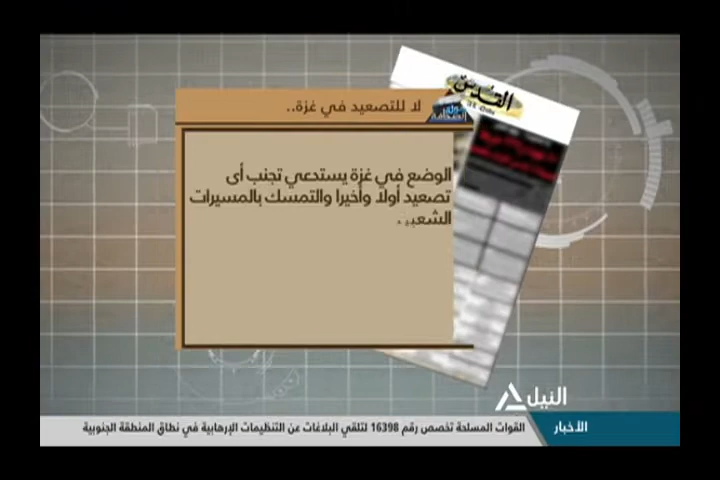 القدس
لا للتصعيد في غزة..
الصحافة
الوضع في غزة يستدعي تجنب أى
تصعيد أولا وأخيرا والتمسك بالمسيرات
الشعبية.
النيل
الأخبار
القوات المسلحة تخصص رقم 16398 لتلقي البلاغات عن التنظيمات الإرهابية في نطاق المنطقة الجنوبية